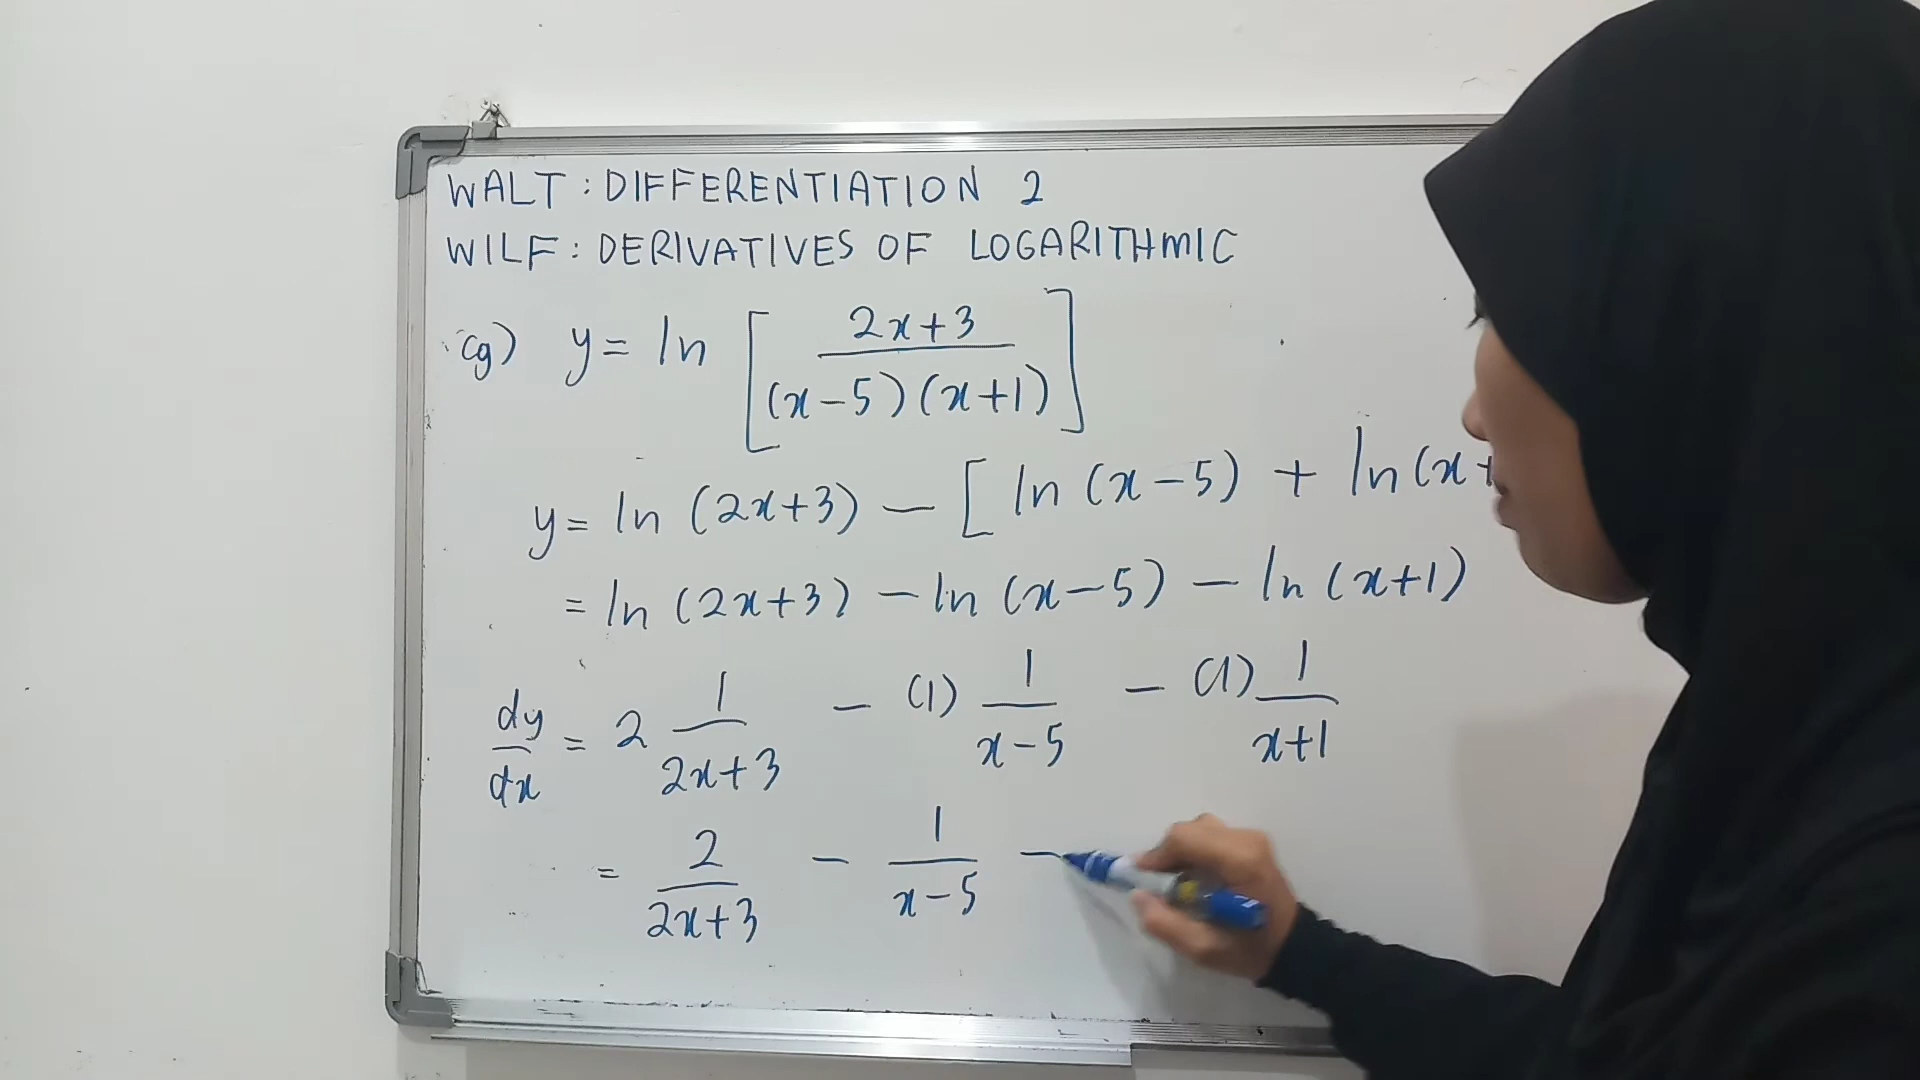 WALT : DIFFERENTIATION 2
WILF : DERIVATIVES OF LOGARITHMIC
(g) y = ln [ (2x+3) / ((x-5)(x+1)) ]
y = ln (2x+3) - [ ln (x-5) + ln (x+
= ln (2x+3) - ln (x-5) - ln (x+1)
dy/dx = 2 1/(2x+3) - (1) 1/(x-5) - (1) 1/(x+1)
= 2/(2x+3) - 1/(x-5) -